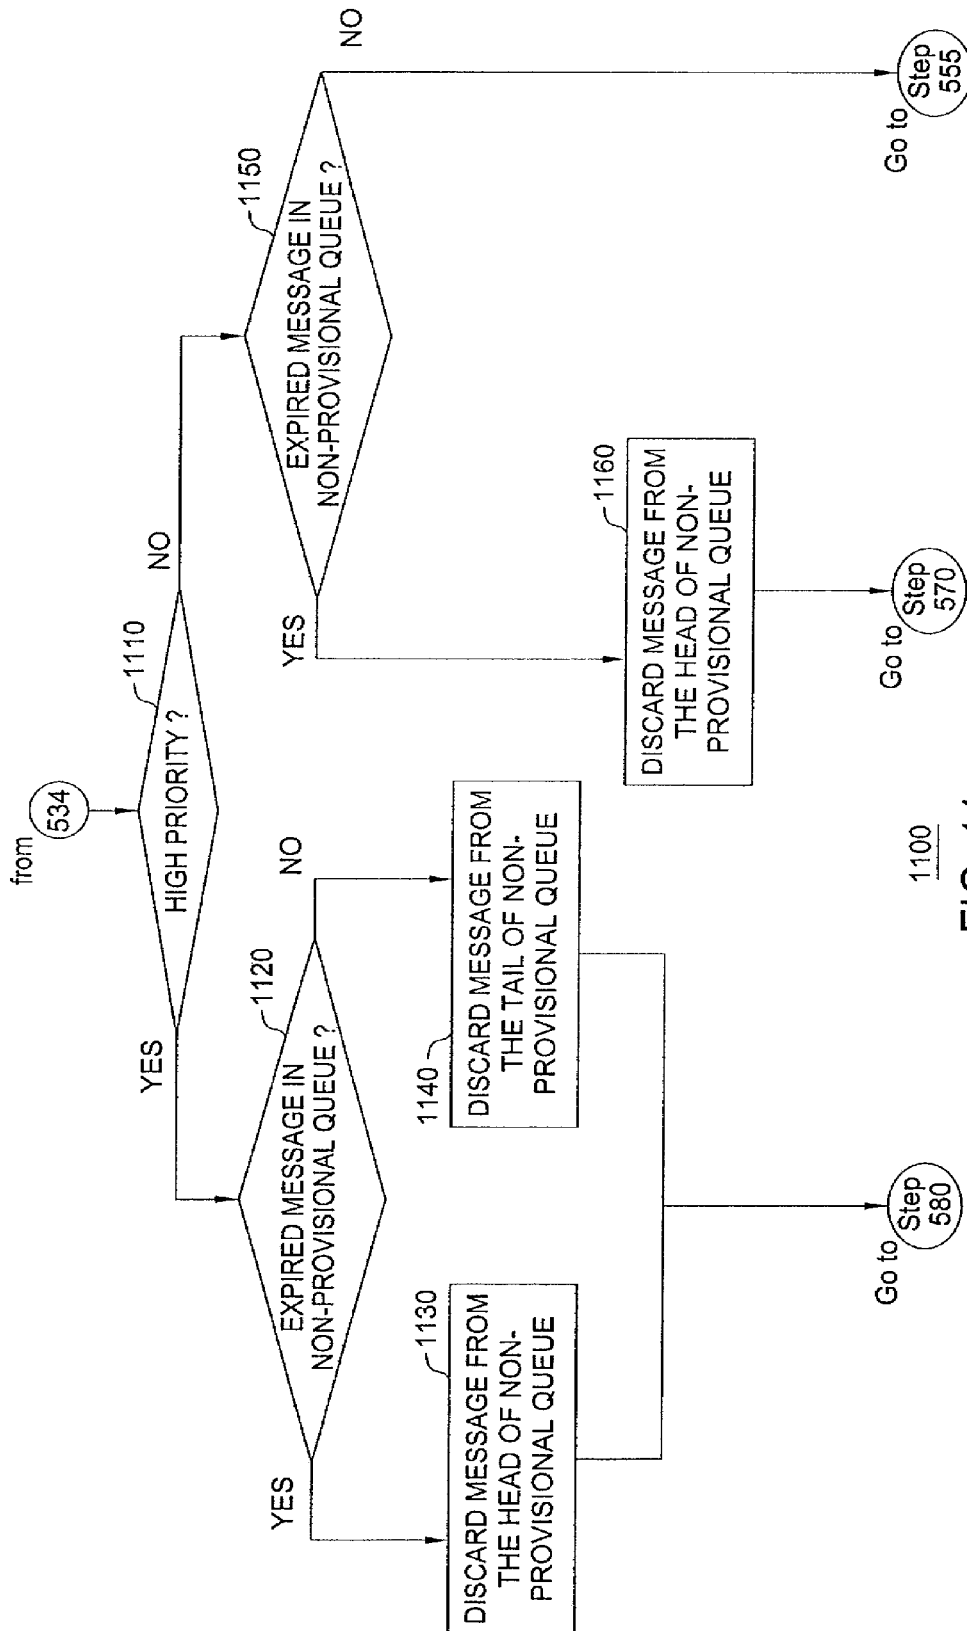 from
534
1110
HIGH PRIORITY ?
YES
NO
1120
EXPIRED MESSAGE IN
NON-PROVISIONAL QUEUE ?
1150
EXPIRED MESSAGE IN
NON-PROVISIONAL QUEUE ?
YES
NO
YES
NO
1130
DISCARD MESSAGE FROM
THE HEAD OF NON-
PROVISIONAL QUEUE
1140
DISCARD MESSAGE FROM
THE TAIL OF NON-
PROVISIONAL QUEUE
1160
DISCARD MESSAGE FROM
THE HEAD OF NON-
PROVISIONAL QUEUE
Go to
Step
580
Go to
Step
570
Go to
Step
555
1100